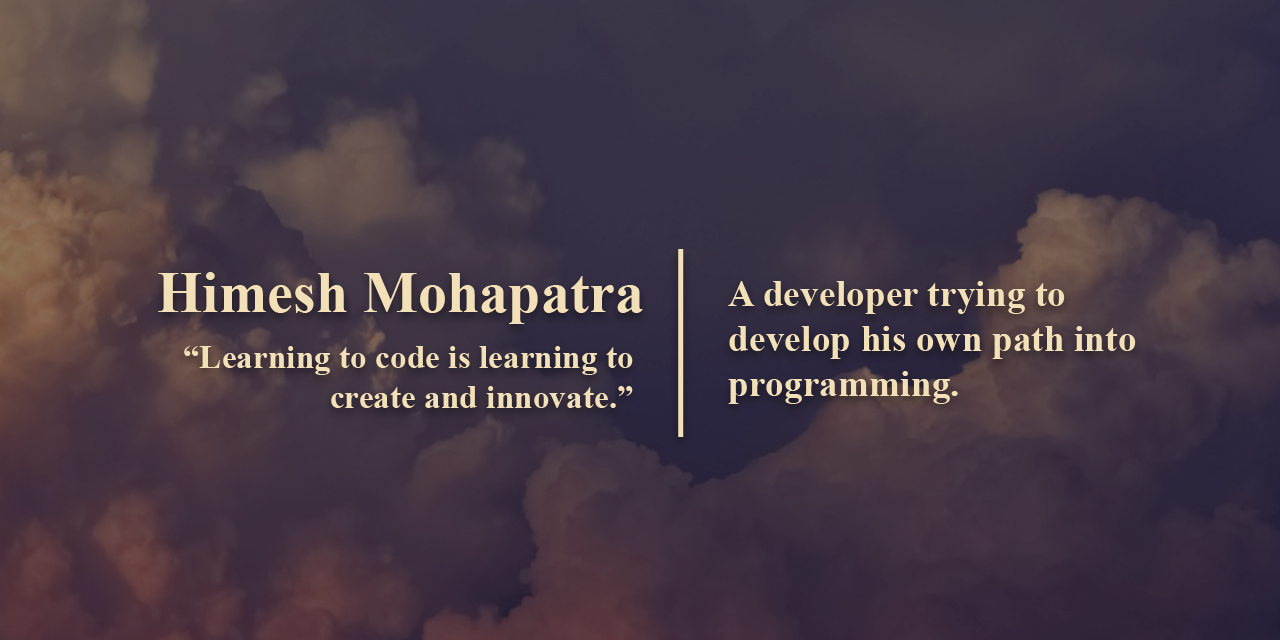 Himesh Mohapatra
“Learning to code is learning to
create and innovate.”
A developer trying to
develop his own path into
programming.